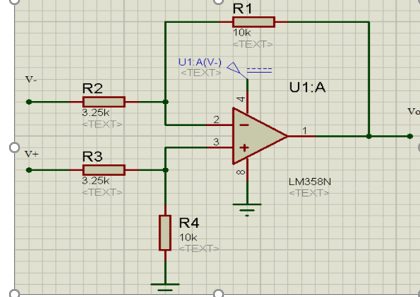 R1
10k
<TEXT>
U1:A(V-)
<TEXT>
U1:A
V-
R2
3.25k
<TEXT>
4
2
3
1
8
Vo
V+
R3
3.25k
<TEXT>
LM358N
<TEXT>
R4
10k
<TEXT>